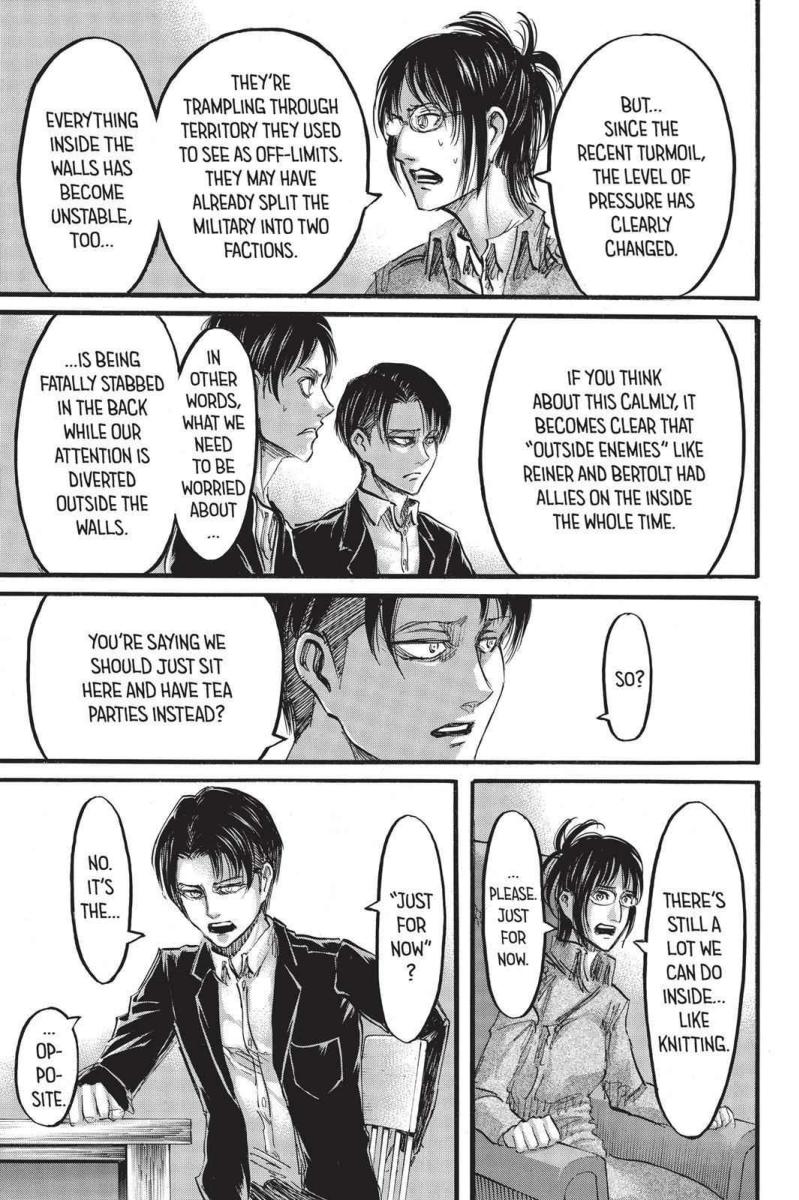 BUT...
SINCE THE
RECENT TURMOIL,
THE LEVEL OF
PRESSURE HAS
CLEARLY
CHANGED.
THEY'RE
TRAMPLING THROUGH
TERRITORY THEY USED
TO SEE AS OFF-LIMITS.
THEY MAY HAVE
ALREADY SPLIT THE
MILITARY INTO TWO
FACTIONS.
EVERYTHING
INSIDE THE
WALLS HAS
BECOME
UNSTABLE,
TOO...
IF YOU THINK
ABOUT THIS CALMLY, IT
BECOMES CLEAR THAT
"OUTSIDE ENEMIES" LIKE
REINER AND BERTOLT HAD
ALLIES ON THE INSIDE
THE WHOLE TIME.
IN
OTHER
WORDS,
WHAT WE
NEED
TO BE
WORRIED
ABOUT
...
...IS BEING
FATALLY STABBED
IN THE BACK
WHILE OUR
ATTENTION IS
DIVERTED
OUTSIDE THE
WALLS.
SO?
YOU'RE SAYING WE
SHOULD JUST SIT
HERE AND HAVE TEA
PARTIES INSTEAD?
THERE'S
STILL A
LOT WE
CAN DO
INSIDE...
LIKE
KNITTING.
...
PLEASE.
JUST
FOR
NOW.
"JUST
FOR
NOW"
?
NO.
IT'S
THE...
...
OP-
PO-
SITE.